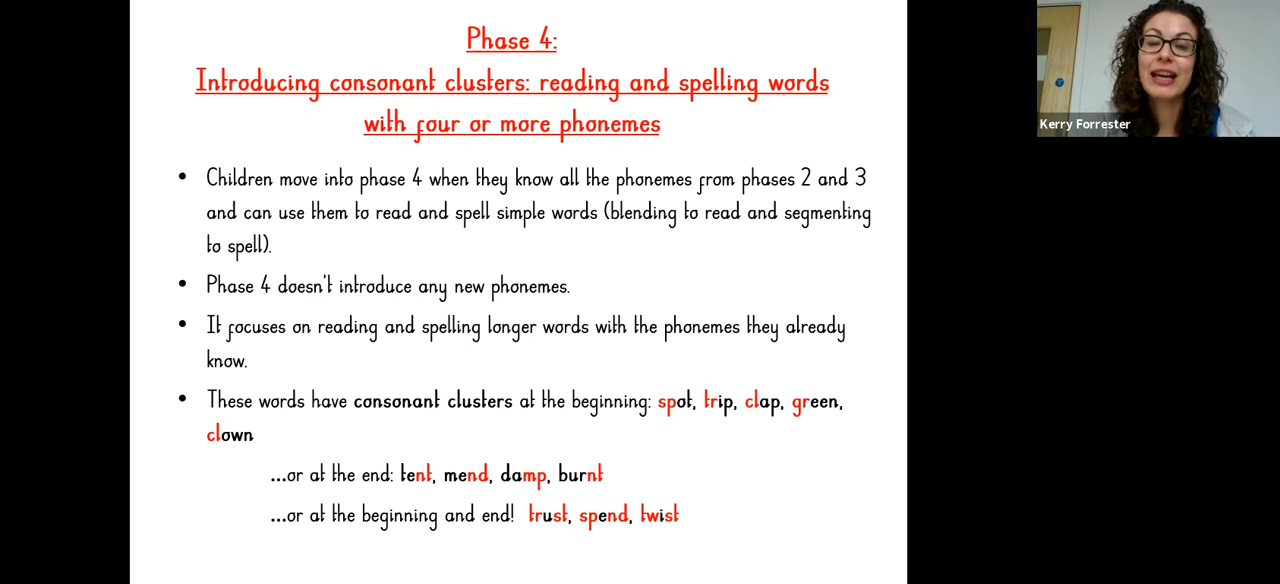 Phase 4:
Introducing consonant clusters: reading and spelling words
with four or more phonemes
• Children move into phase 4 when they know all the phonemes from phases 2 and 3
and can use them to read and spell simple words (blending to read and segmenting
to spell).
• Phase 4 doesn't introduce any new phonemes.
• It focuses on reading and spelling longer words with the phonemes they already
know.
• These words have consonant clusters at the beginning: spot, trip, clap, green,
clown
...or at the end: tent, mend, damp, burnt
...or at the beginning and end! trust, spend, twist
Kerry Forrester